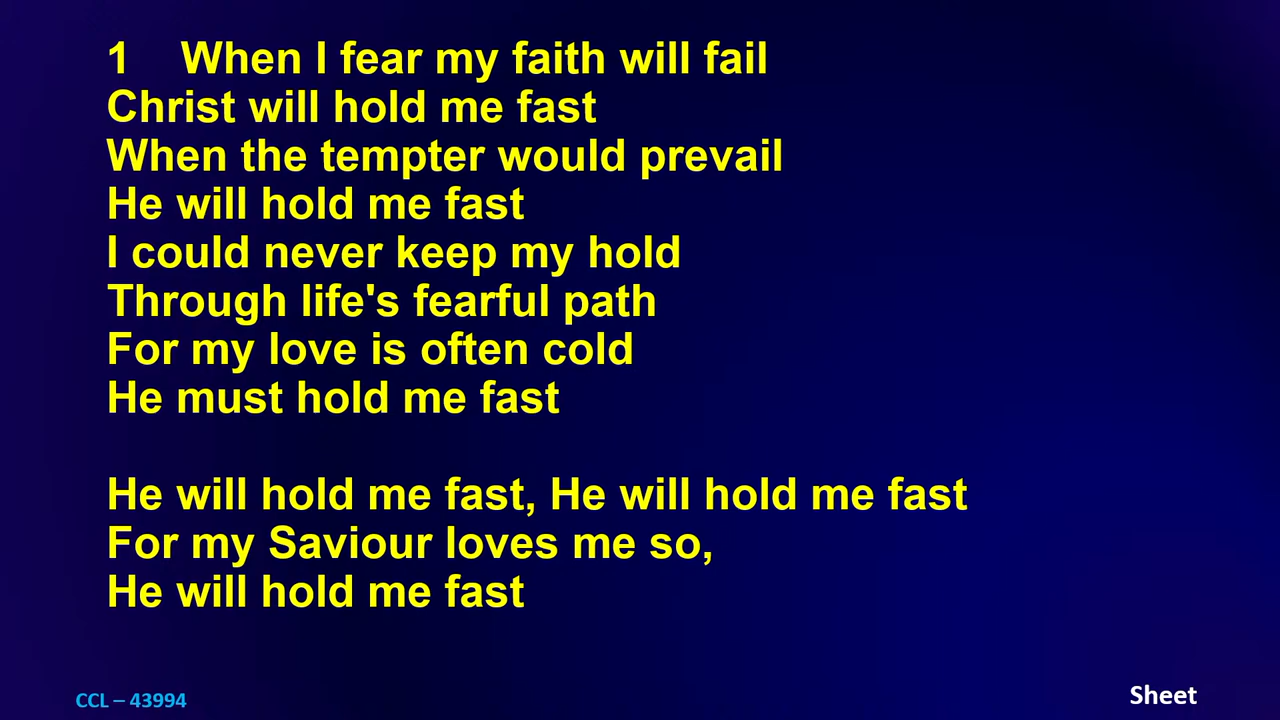 1 When I fear my faith will fail
Christ will hold me fast
When the tempter would prevail
He will hold me fast
I could never keep my hold
Through life's fearful path
For my love is often cold
He must hold me fast
He will hold me fast, He will hold me fast
For my Saviour loves me so,
He will hold me fast
CCL – 43994
Sheet